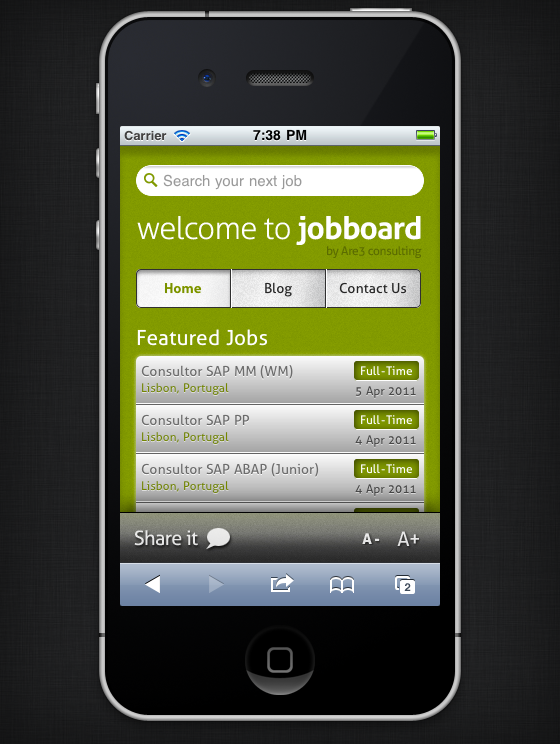 Carrier 7:38 PM
Search your next job
welcome to jobboard
by Are3 consulting
Home Blog Contact Us
Featured Jobs
Consultor SAP MM (WM) Full-Time
Lisbon, Portugal 5 Apr 2011
Consultor SAP PP Full-Time
Lisbon, Portugal 4 Apr 2011
Consultor SAP ABAP (Junior) Full-Time
Lisbon, Portugal 4 Apr 2011
Share it A- A+
2